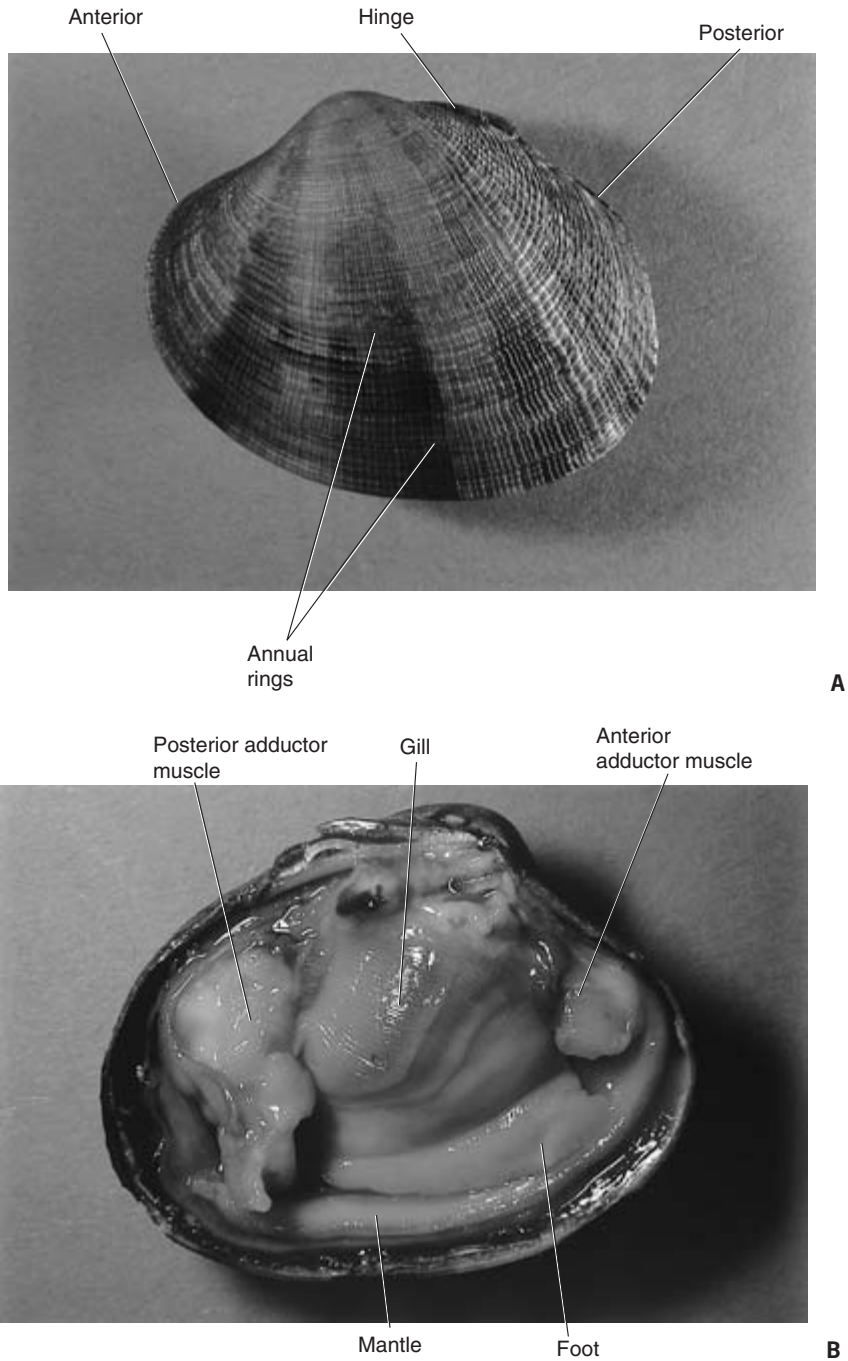 Anterior
Hinge
Posterior
Annual
rings
A
Posterior adductor
muscle
Gill
Anterior
adductor muscle
Mantle
Foot
B